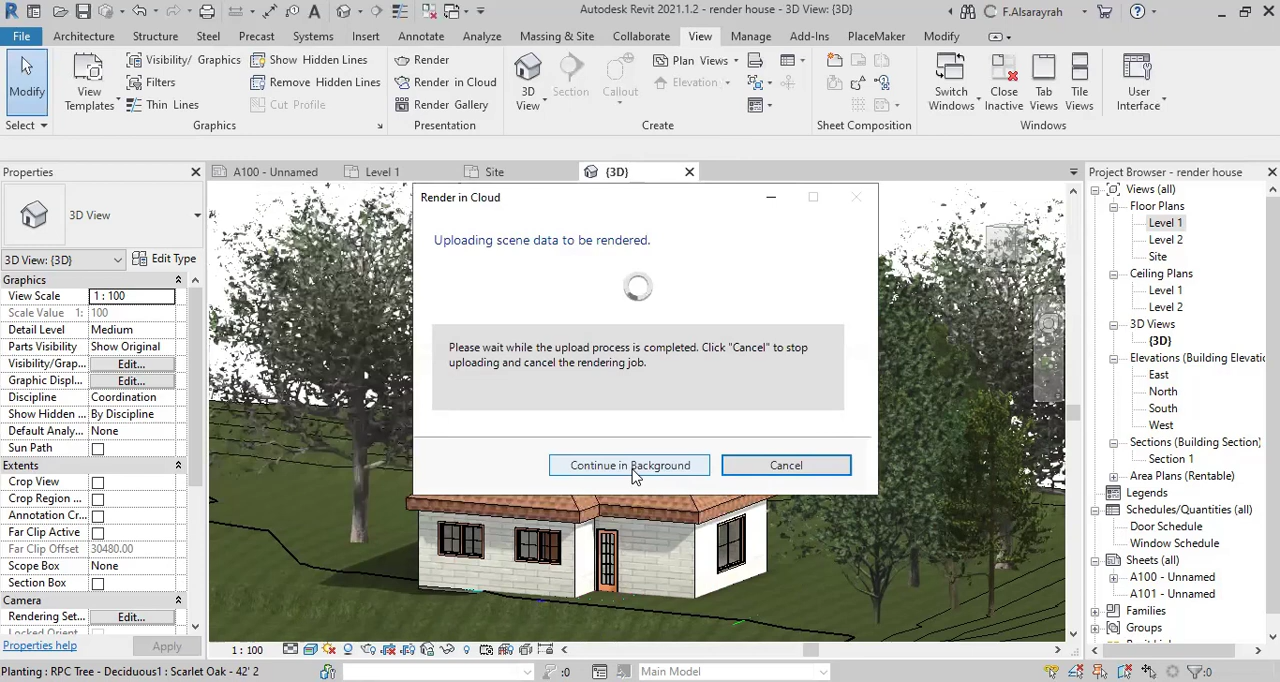 Autodesk Revit 2021.1.2 - render house - 3D View: {3D}
F.Alsarayrah
File Architecture Structure Steel Precast Systems Insert Annotate Analyze Massing & Site Collaborate View Manage Add-Ins PlaceMaker Modify
Modify
Select
View
Templates
Visibility/ Graphics
Filters
Thin Lines
Show Hidden Lines
Remove Hidden Lines
Cut Profile
Graphics
Render
Render in Cloud
Render Gallery
Presentation
3D
View
Section
Callout
Plan Views
Elevation
Create
Sheet Composition
Switch
Windows
Close
Inactive
Tab
Views
Tile
Views
Windows
User
Interface
Properties
3D View
3D View: {3D}
Edit Type
Graphics
View Scale 1 : 100
Scale Value 1: 100
Detail Level Medium
Parts Visibility Show Original
Visibility/Grap... Edit...
Graphic Displ... Edit...
Discipline Coordination
Show Hidden ... By Discipline
Default Analy... None
Sun Path
Extents
Crop View
Crop Region ...
Annotation Cr...
Far Clip Active
Far Clip Offset 30480.00
Scope Box None
Section Box
Camera
Rendering Set... Edit...
Locked Orient...
Properties help
Apply
A100 - Unnamed Level 1 Site {3D}
Render in Cloud
Uploading scene data to be rendered.
Please wait while the upload process is completed. Click "Cancel" to stop
uploading and cancel the rendering job.
Continue in Background
Cancel
Project Browser - render house
Views (all)
Floor Plans
Level 1
Level 2
Site
Ceiling Plans
Level 1
Level 2
3D Views
{3D}
Elevations (Building Elevatio
East
North
South
West
Sections (Building Section)
Section 1
Area Plans (Rentable)
Legends
Schedules/Quantities (all)
Door Schedule
Window Schedule
Sheets (all)
A100 - Unnamed
A101 - Unnamed
Families
Groups
1 : 100
Planting : RPC Tree - Deciduous1 : Scarlet Oak - 42' 2
:0
Main Model
:0